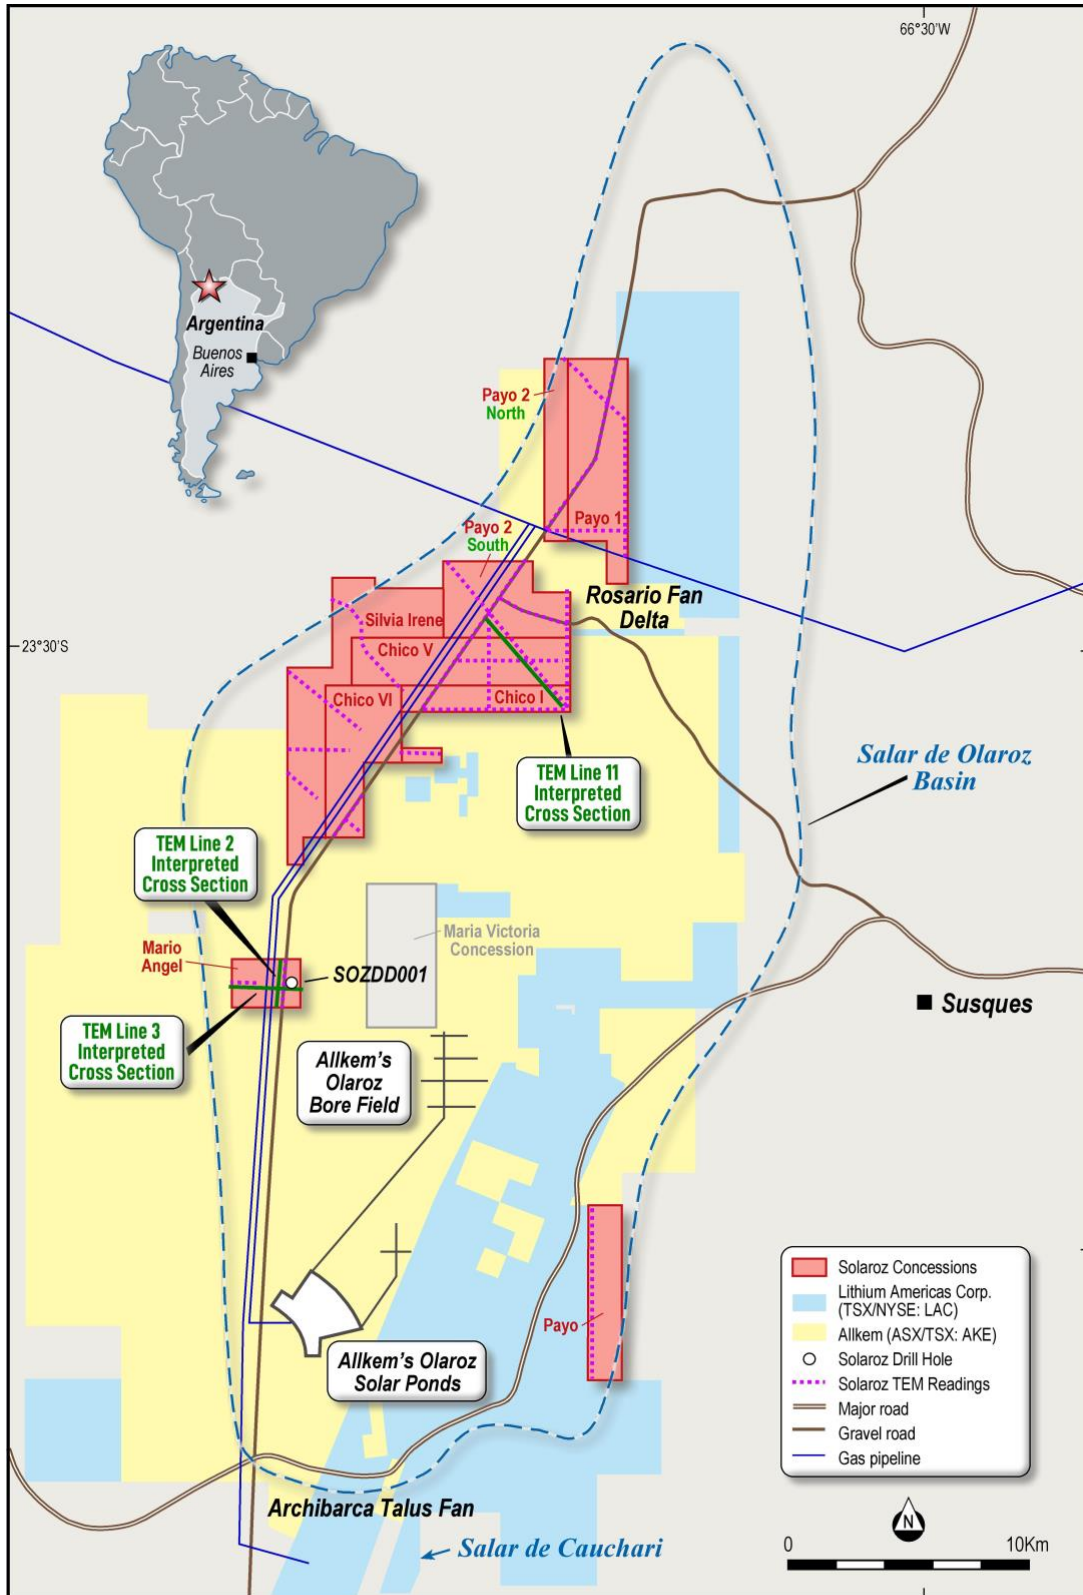 66°30'W
Argentina
Buenos
Aires
Payo 2
North
Payo 1
Payo 2
South
Rosario Fan
Delta
Silvia Irene
23°30'S
Chico V
Chico VI
Chico I
Salar de Olaroz
Basin
TEM Line 11
Interpreted
Cross Section
TEM Line 2
Interpreted
Cross Section
Maria Victoria
Concession
Mario
Angel
SOZDD001
Susques
TEM Line 3
Interpreted
Cross Section
Allkem's
Olaroz
Bore Field
Payo
Allkem's Olaroz
Solar Ponds
Solaroz Concessions
Lithium Americas Corp.
(TSX/NYSE: LAC)
Allkem (ASX/TSX: AKE)
Solaroz Drill Hole
Solaroz TEM Readings
Major road
Gravel road
Gas pipeline
Archibarca Talus Fan
Salar de Cauchari
N
0 10Km